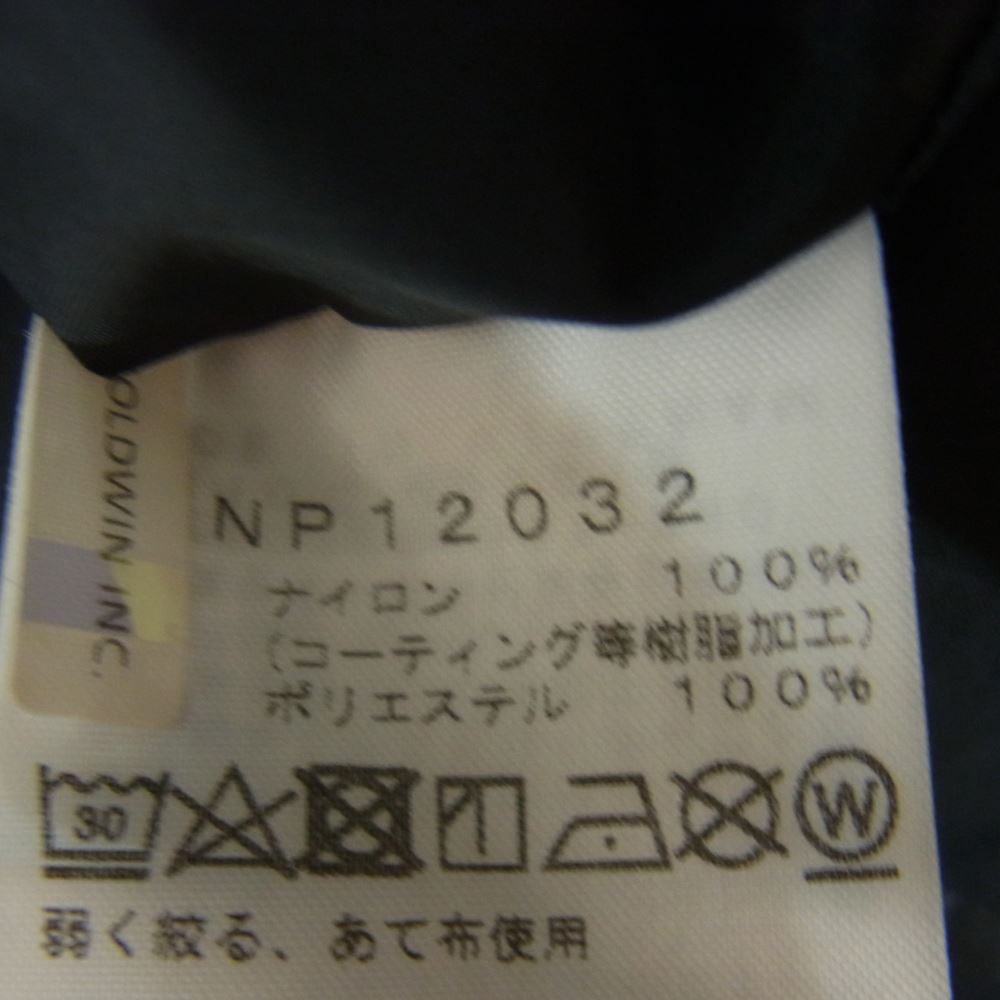 OLDWIN INC.
NP12032
ナイロン 100%
(コーティング等樹脂加工)
ポリエステル 100%
30
W
弱く絞る、あて布使用